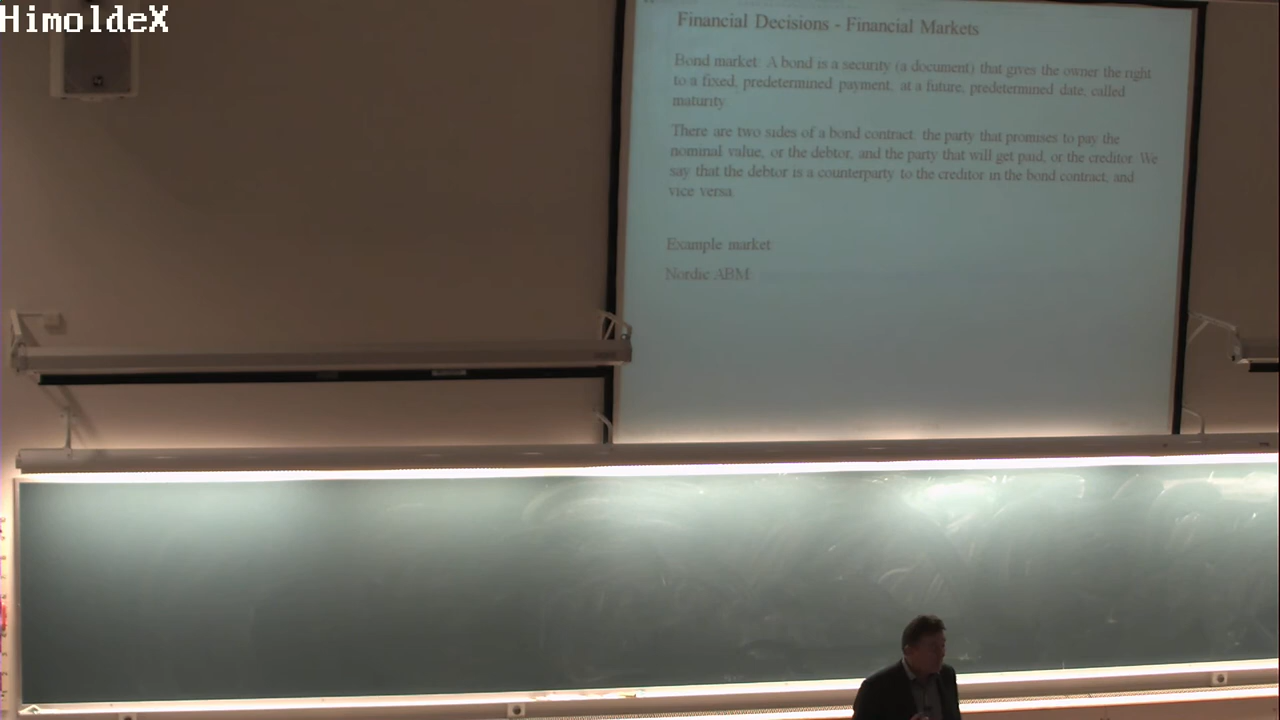 HimoldeX
Financial Decisions - Financial Markets
Bond market: A bond is a security (a document) that gives the owner the right
to a fixed, predetermined payment, at a future, predetermined date, called
maturity.
There are two sides of a bond contract: the party that promises to pay the
nominal value, or the debtor, and the party that will get paid, or the creditor. We
say that the debtor is a counterparty to the creditor in the bond contract, and
vice versa.
Example market
Nordic ABM: